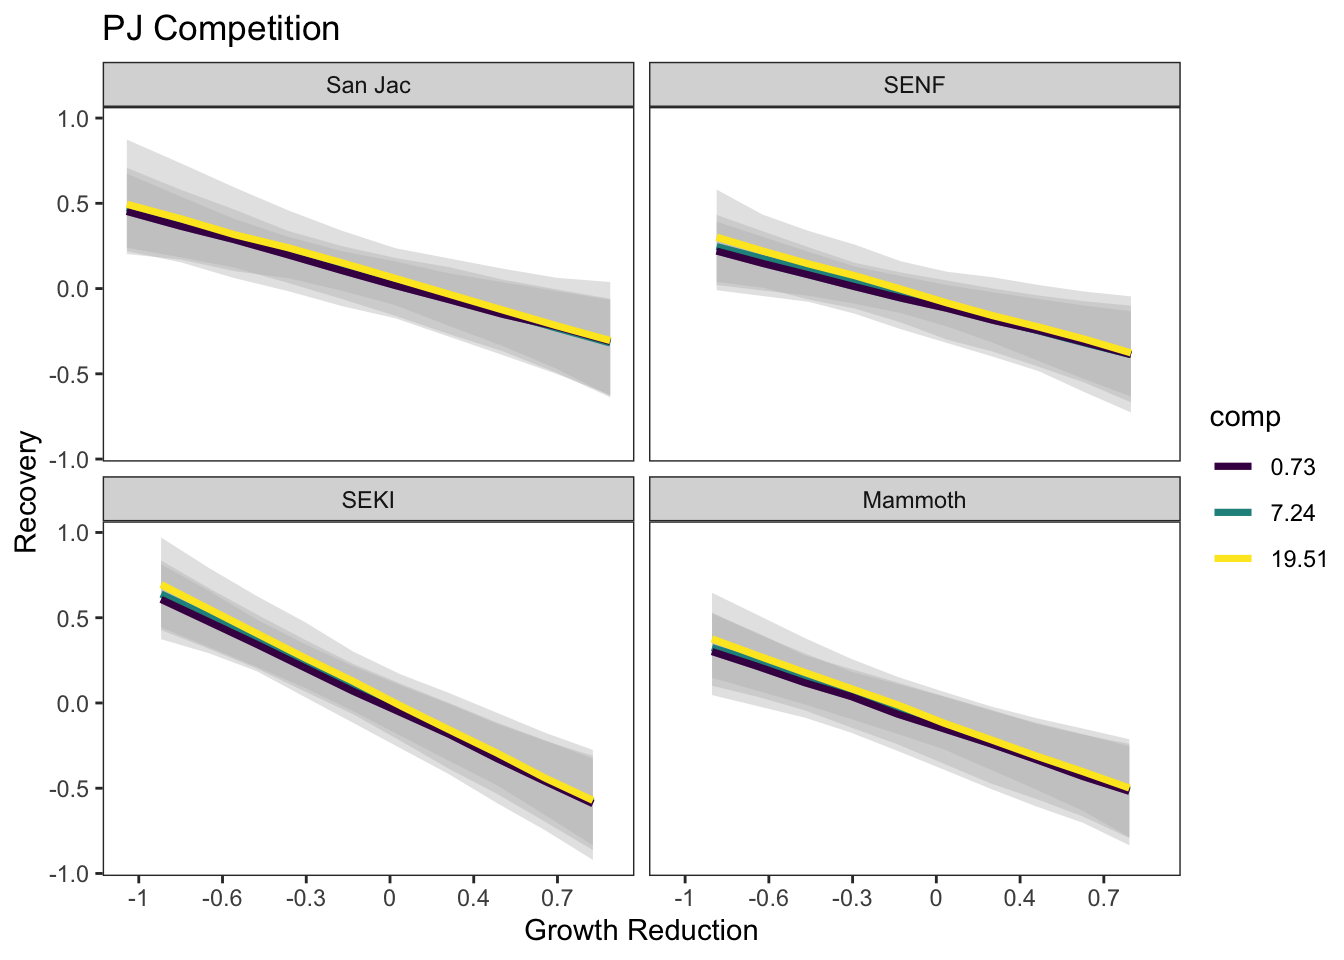 PJ Competition
San Jac
SENF
1.0
0.5
0.0
-0.5
-1.0
SEKI
Mammoth
1.0
0.5
0.0
-0.5
-1.0
-1 -0.6 -0.3 0 0.4 0.7
-1 -0.6 -0.3 0 0.4 0.7
Growth Reduction
Recovery
comp
0.73
7.24
19.51